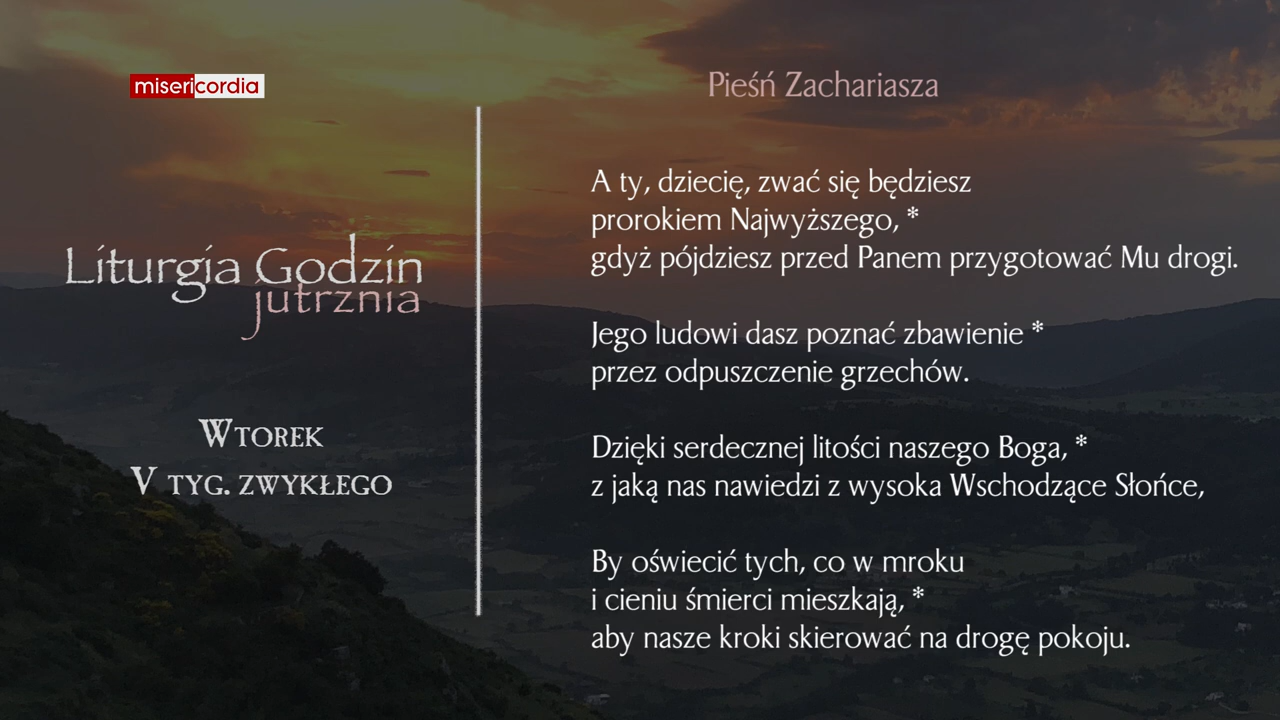 misericordia
Liturgia Godzin
jutrznia
Wtorek
V tyg. zwykłego
Pieśń Zachariasza
A ty, dziecię, zwać się będziesz
prorokiem Najwyższego, *
gdyż pójdziesz przed Panem przygotować Mu drogi.
Jego ludowi dasz poznać zbawienie *
przez odpuszczenie grzechów.
Dzięki serdecznej litości naszego Boga, *
z jaką nas nawiedzi z wysoka Wschodzące Słońce,
By oświecić tych, co w mroku
i cieniu śmierci mieszkają, *
aby nasze kroki skierować na drogę pokoju.